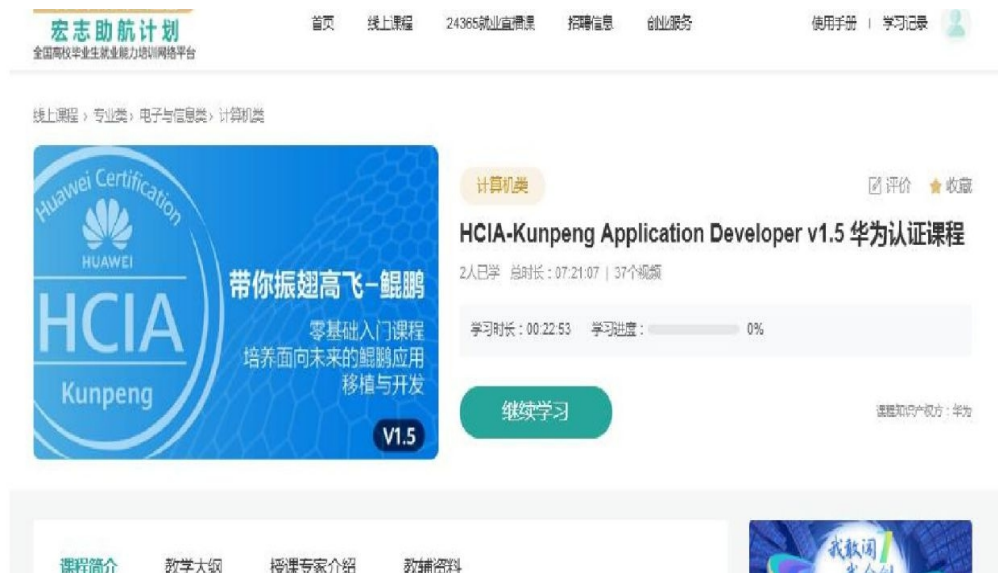 宏志助航计划
全国高校毕业生就业能力培训网络平台
首页 线上课程 24365就业直播课 招聘信息 创业服务 使用手册 | 学习记录
线上课程 › 专业类 › 电子与信息类 › 计算机类
Huawei Certification
HUAWEI
HCIA
Kunpeng
带你振翅高飞–鲲鹏
零基础入门课程
培养面向未来的鲲鹏应用
移植与开发
V1.5
计算机类
评价 收藏
HCIA-Kunpeng Application Developer v1.5 华为认证课程
2人已学 总时长：07:21:07 | 37个视频
学习时长：00:22:53 学习进度： 0%
继续学习
课程知识产权方：华为
课程简介 教学大纲 授课专家介绍 教辅资料
我敢闯